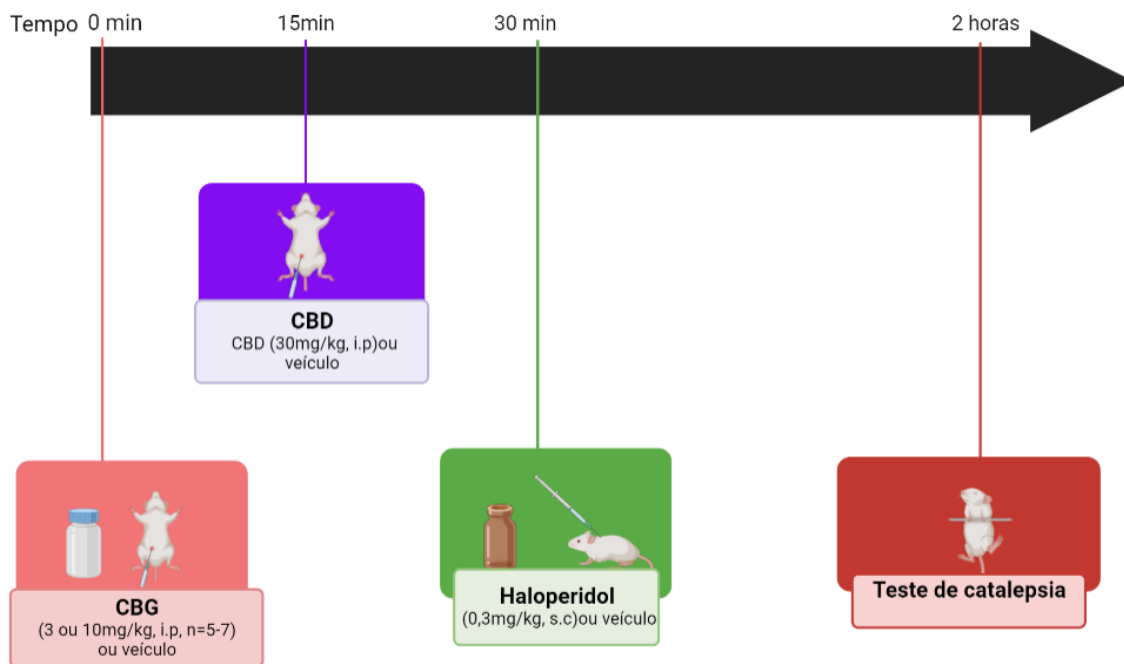 Tempo 0 min 15min 30 min 2 horas
CBD
CBD (30mg/kg, i.p)ou
veículo
CBG
(3 ou 10mg/kg, i.p, n=5-7)
ou veículo
Haloperidol
(0,3mg/kg, s.c)ou veículo
Teste de catalepsia